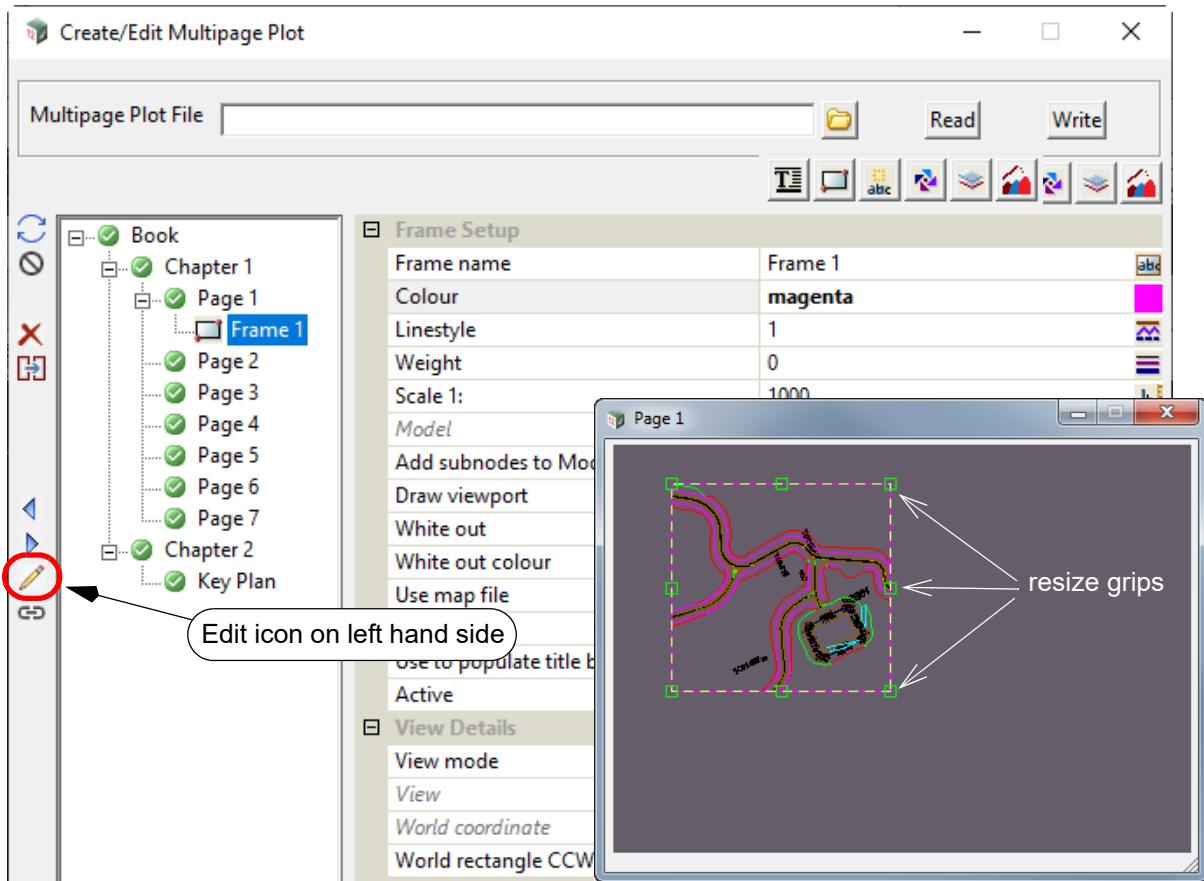 Create/Edit Multipage Plot
Multipage Plot File
Read
Write
abc
Book
Chapter 1
Page 1
Frame 1
Page 2
Page 3
Page 4
Page 5
Page 6
Page 7
Chapter 2
Key Plan
Edit icon on left hand side
Frame Setup
Frame name Frame 1 abc
Colour magenta
Linestyle 1
Weight 0
Scale 1: 1000
Model
Add subnodes to Mod
Draw viewport
White out
White out colour
Use map file
Use to populate title b
Active
View Details
View mode
View
World coordinate
World rectangle CCW
Page 1
resize grips